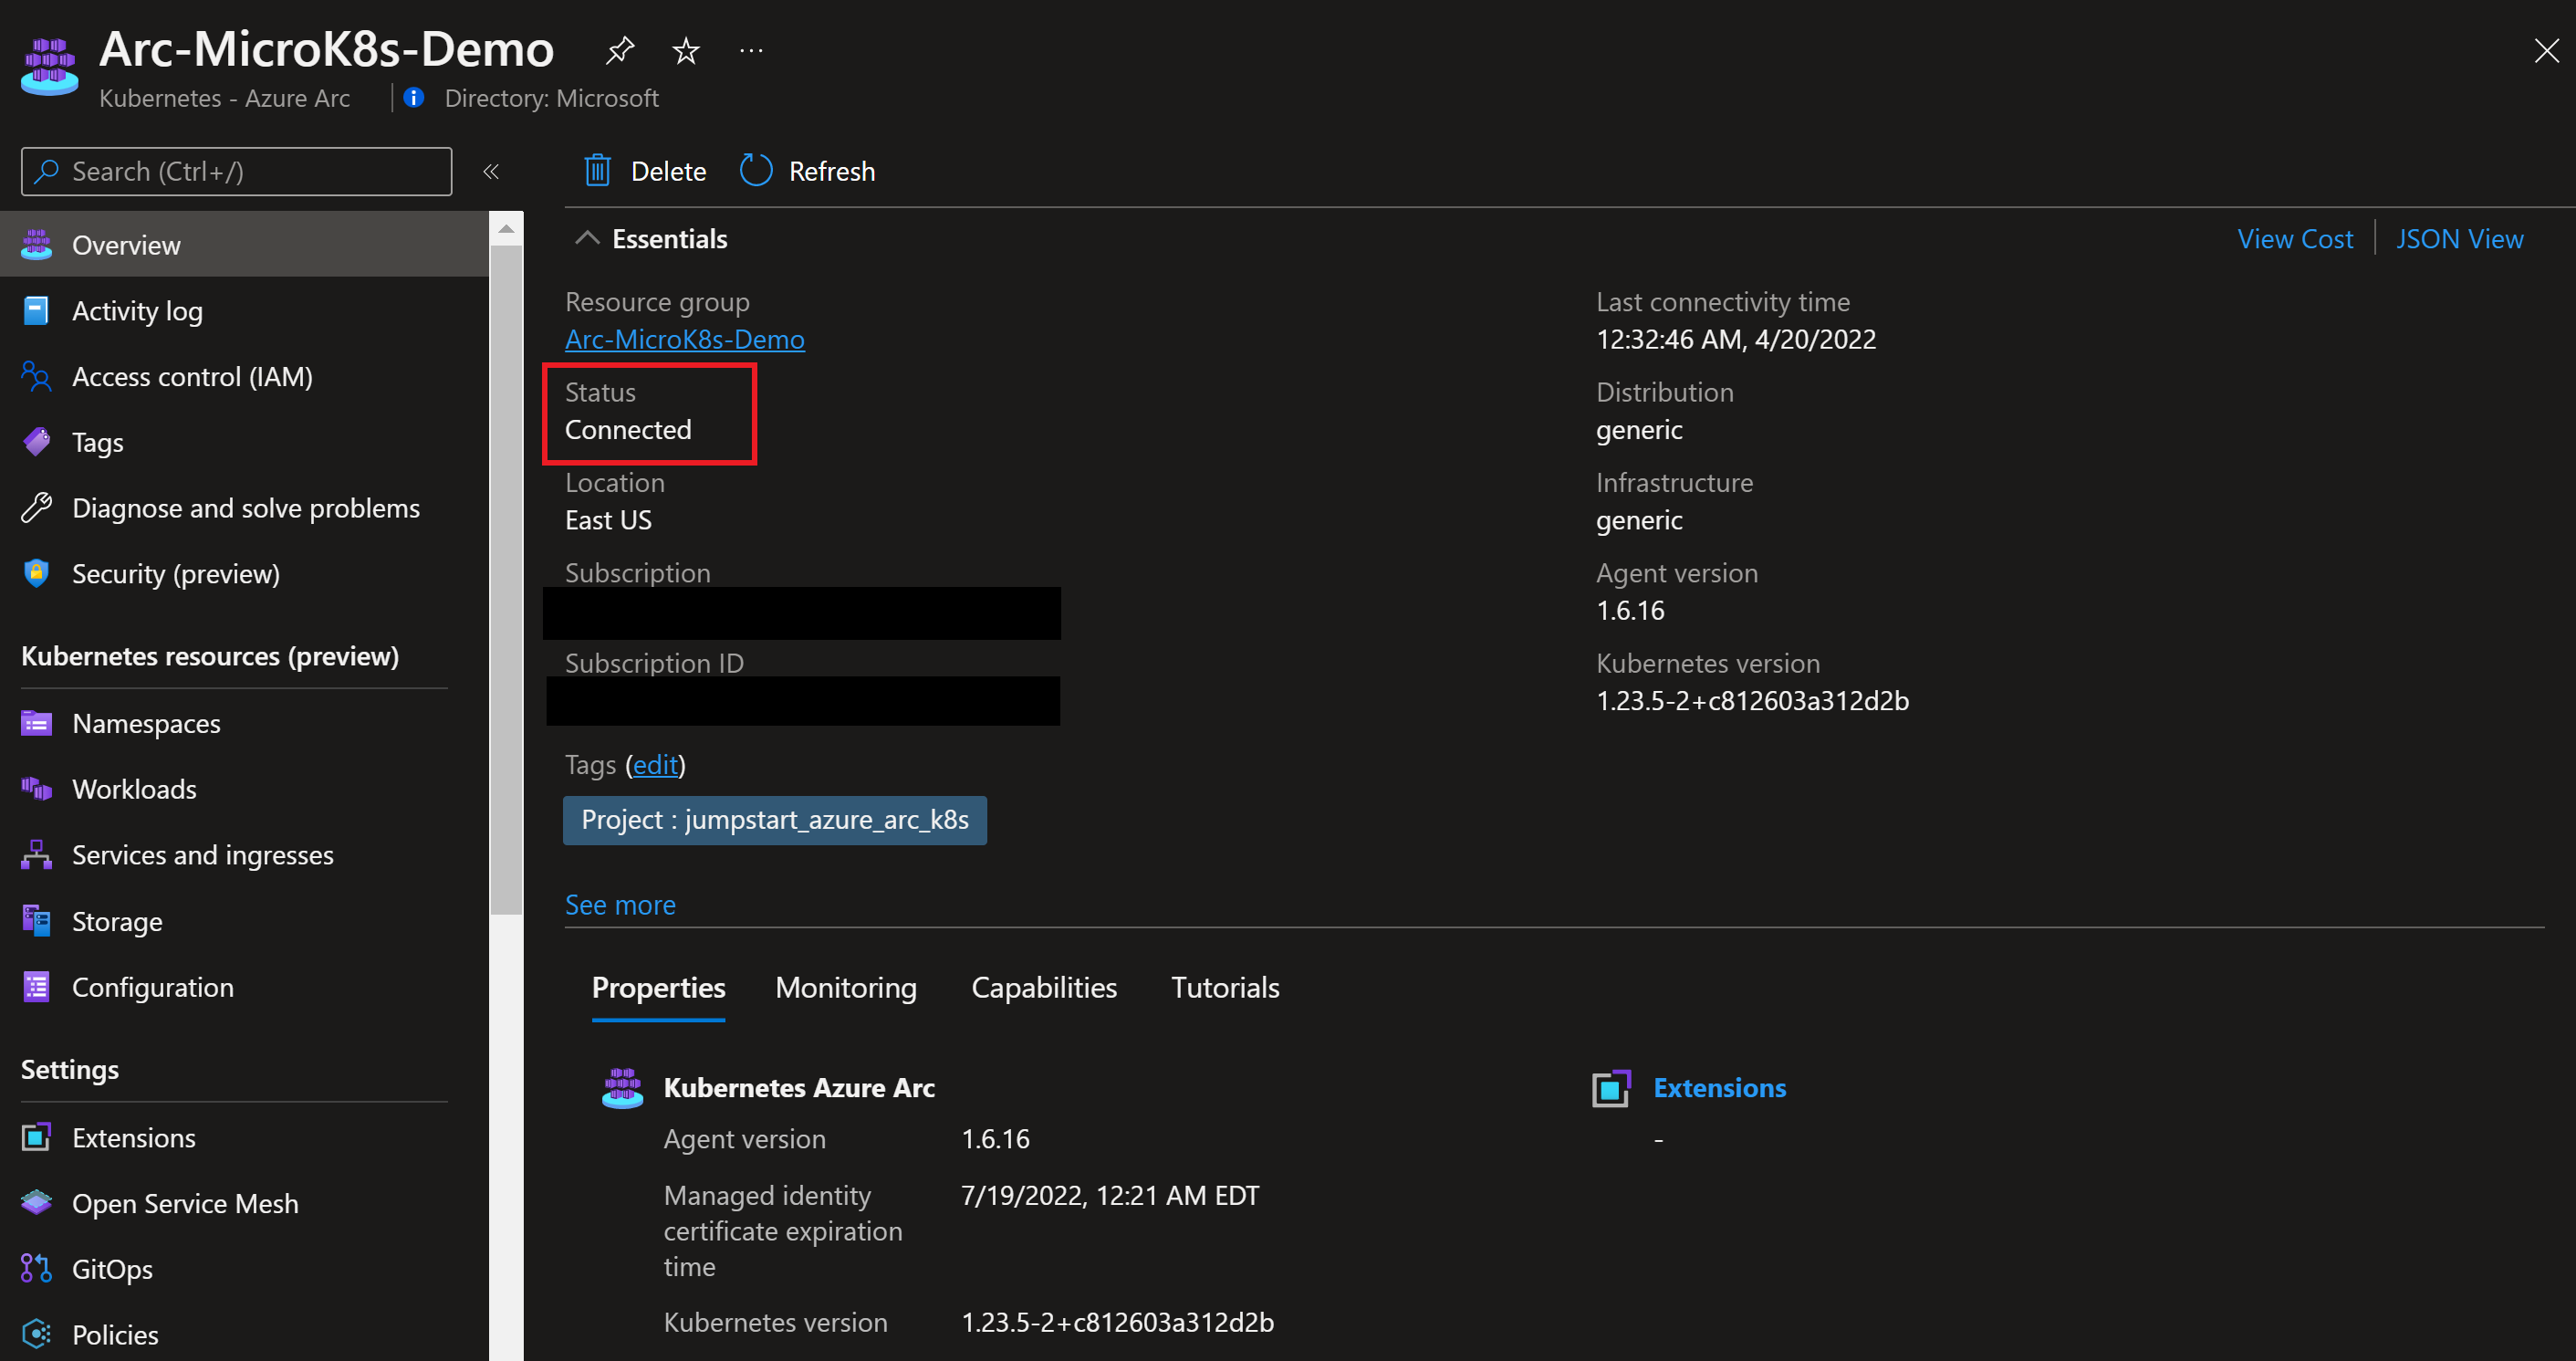 Arc-MicroK8s-Demo
Kubernetes - Azure Arc
Directory: Microsoft
Search (Ctrl+/)
Overview
Activity log
Access control (IAM)
Tags
Diagnose and solve problems
Security (preview)
Kubernetes resources (preview)
Namespaces
Workloads
Services and ingresses
Storage
Configuration
Settings
Extensions
Open Service Mesh
GitOps
Policies
Delete
Refresh
Essentials
View Cost
JSON View
Resource group
Arc-MicroK8s-Demo
Status
Connected
Location
East US
Subscription
Subscription ID
Last connectivity time
12:32:46 AM, 4/20/2022
Distribution
generic
Infrastructure
generic
Agent version
1.6.16
Kubernetes version
1.23.5-2+c812603a312d2b
Tags (edit)
Project : jumpstart_azure_arc_k8s
See more
Properties
Monitoring
Capabilities
Tutorials
Kubernetes Azure Arc
Agent version
1.6.16
Managed identity
certificate expiration
time
7/19/2022, 12:21 AM EDT
Kubernetes version
1.23.5-2+c812603a312d2b
Extensions
-